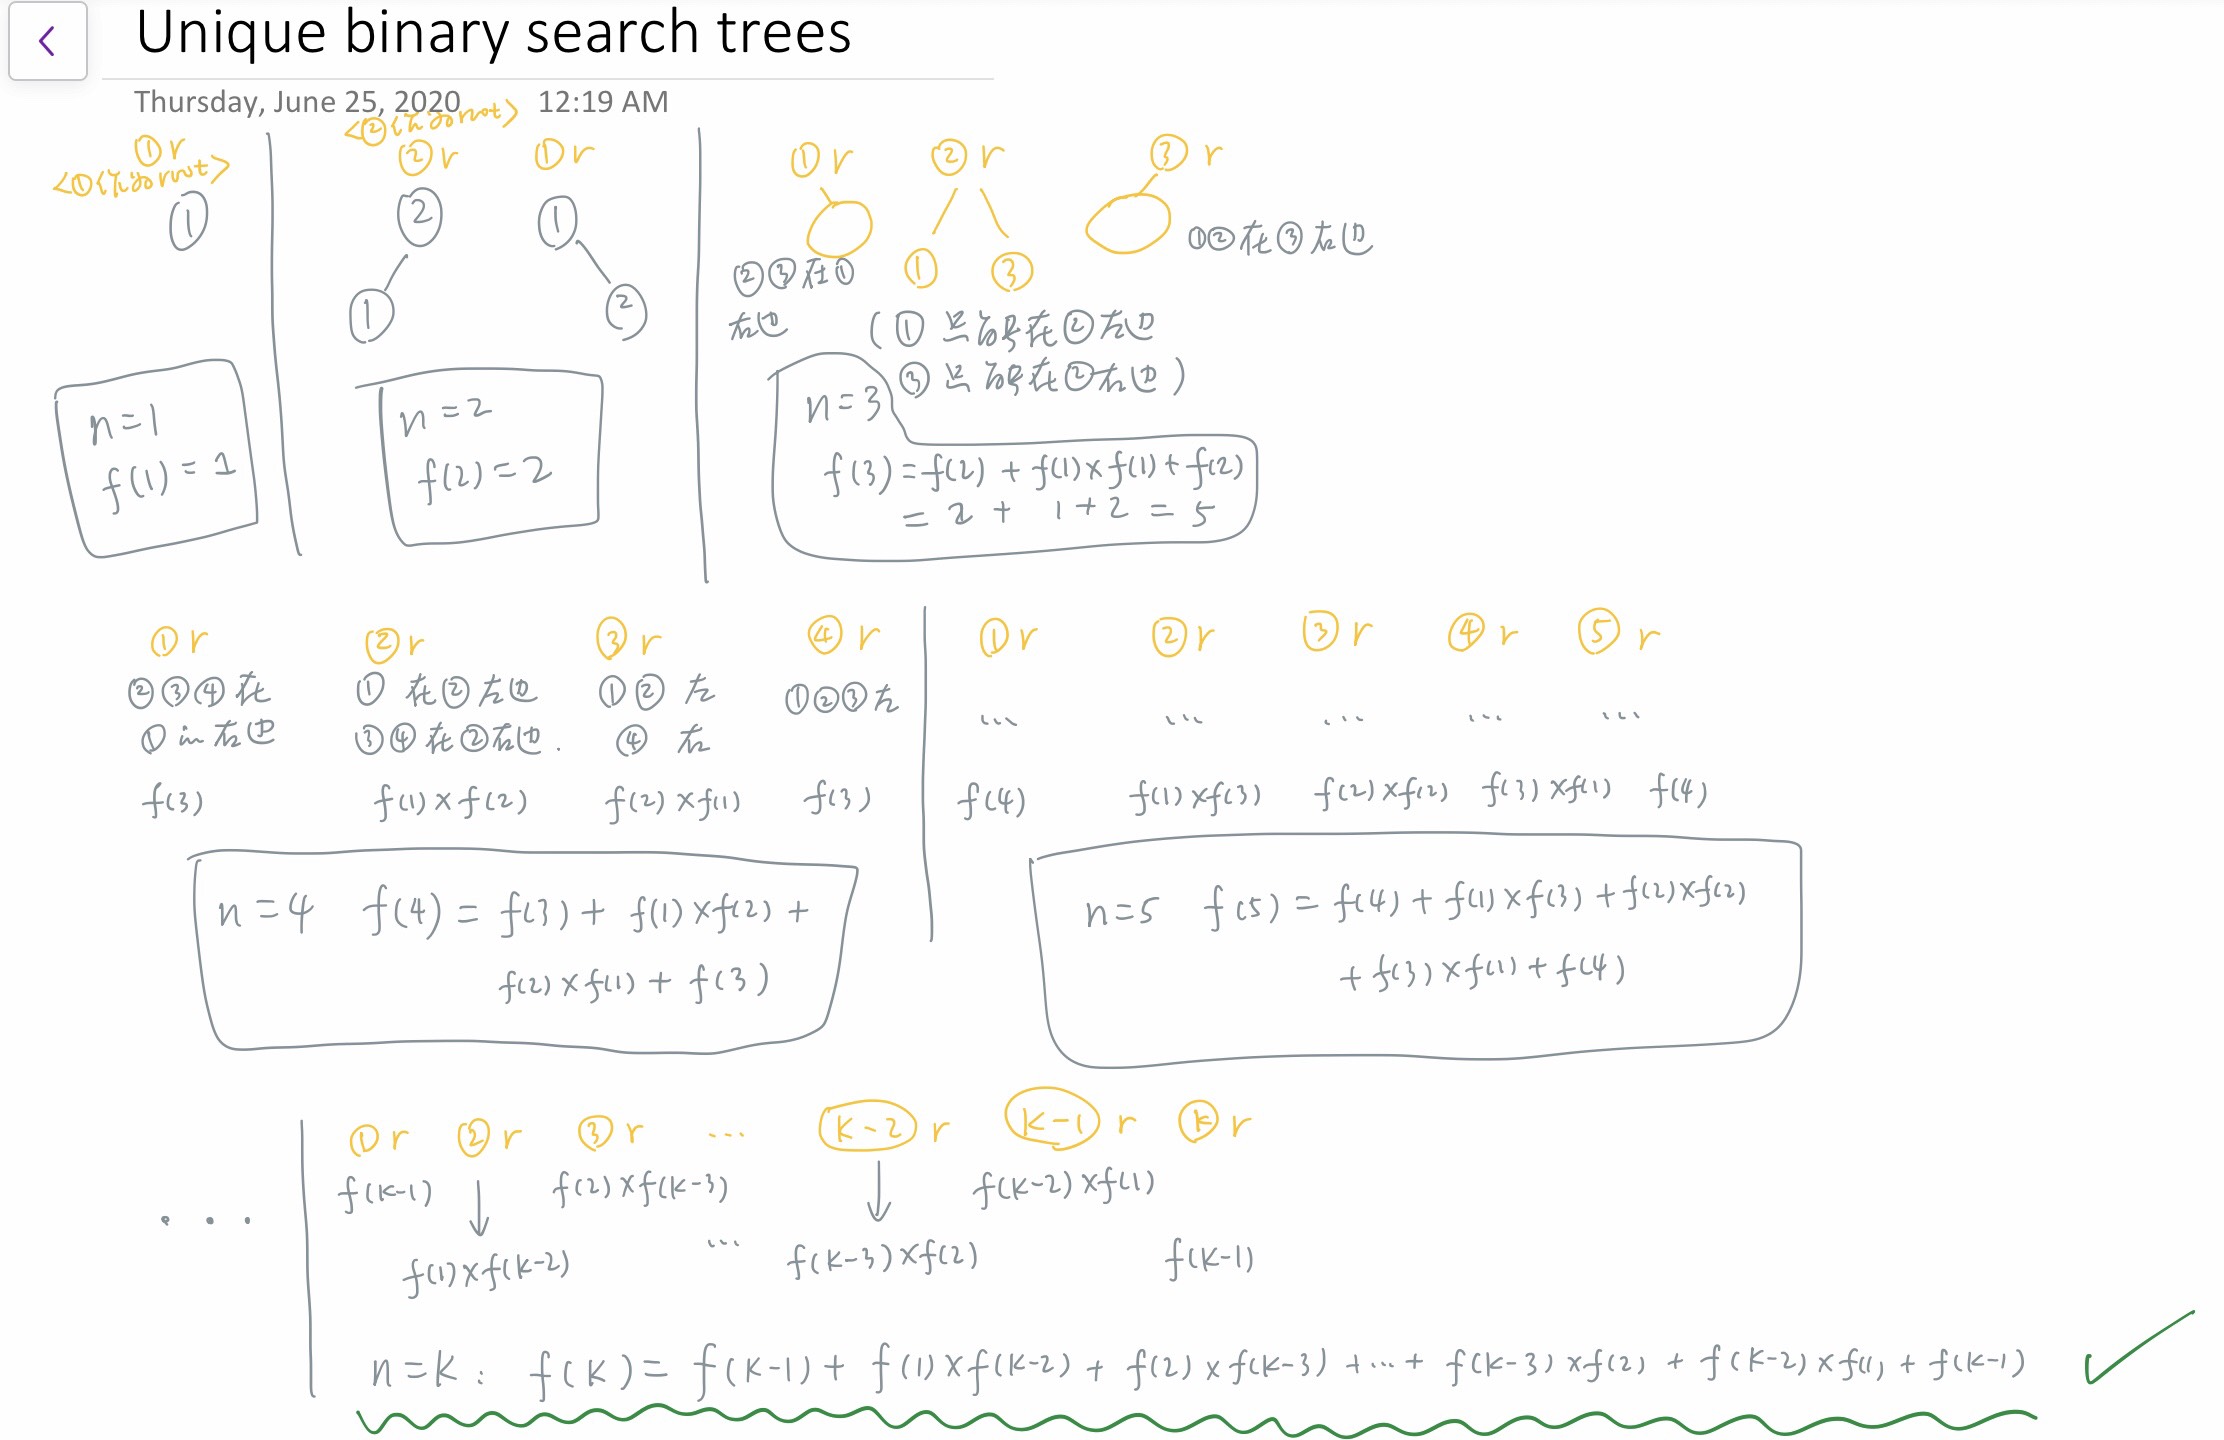 Unique binary search trees
Thursday, June 25, 2020 12:19 AM
① r
<①作为root>
①
n=1
f(1) = 1
<②作为root>
② r ① r
② ①
① ②
n=2
f(2)=2
① r ② r ③ r
①②在③左边
②③在① ① ③
右边
(① 只能在②左边
③ 只能在②右边)
n=3
f(3) = f(2) + f(1)×f(1) + f(2)
= 2 + 1+2 = 5
① r ② r ③ r ④ r
②③④在 ① 在②左边 ①② 左 ①②③左
① in右边 ③④在②右边. ④ 右
f(3) f(1)×f(2) f(2)×f(1) f(3)
n=4 f(4) = f(3) + f(1)×f(2) +
f(2)×f(1) + f(3)
① r ② r ③ r ④ r ⑤ r
... ... ... ... ...
f(4) f(1)×f(3) f(2)×f(2) f(3)×f(1) f(4)
n=5 f(5) = f(4) + f(1)×f(3) + f(2)×f(2)
+ f(3)×f(1) + f(4)
① r ② r ③ r ... k-2 r k-1 r k r
f(k-1) f(2)×f(k-3) f(k-2)×f(1)
...
f(1)×f(k-2) ... f(k-3)×f(2) f(k-1)
n=k: f(k) = f(k-1) + f(1)×f(k-2) + f(2)×f(k-3) +...+ f(k-3)×f(2) + f(k-2)×f(1) + f(k-1)